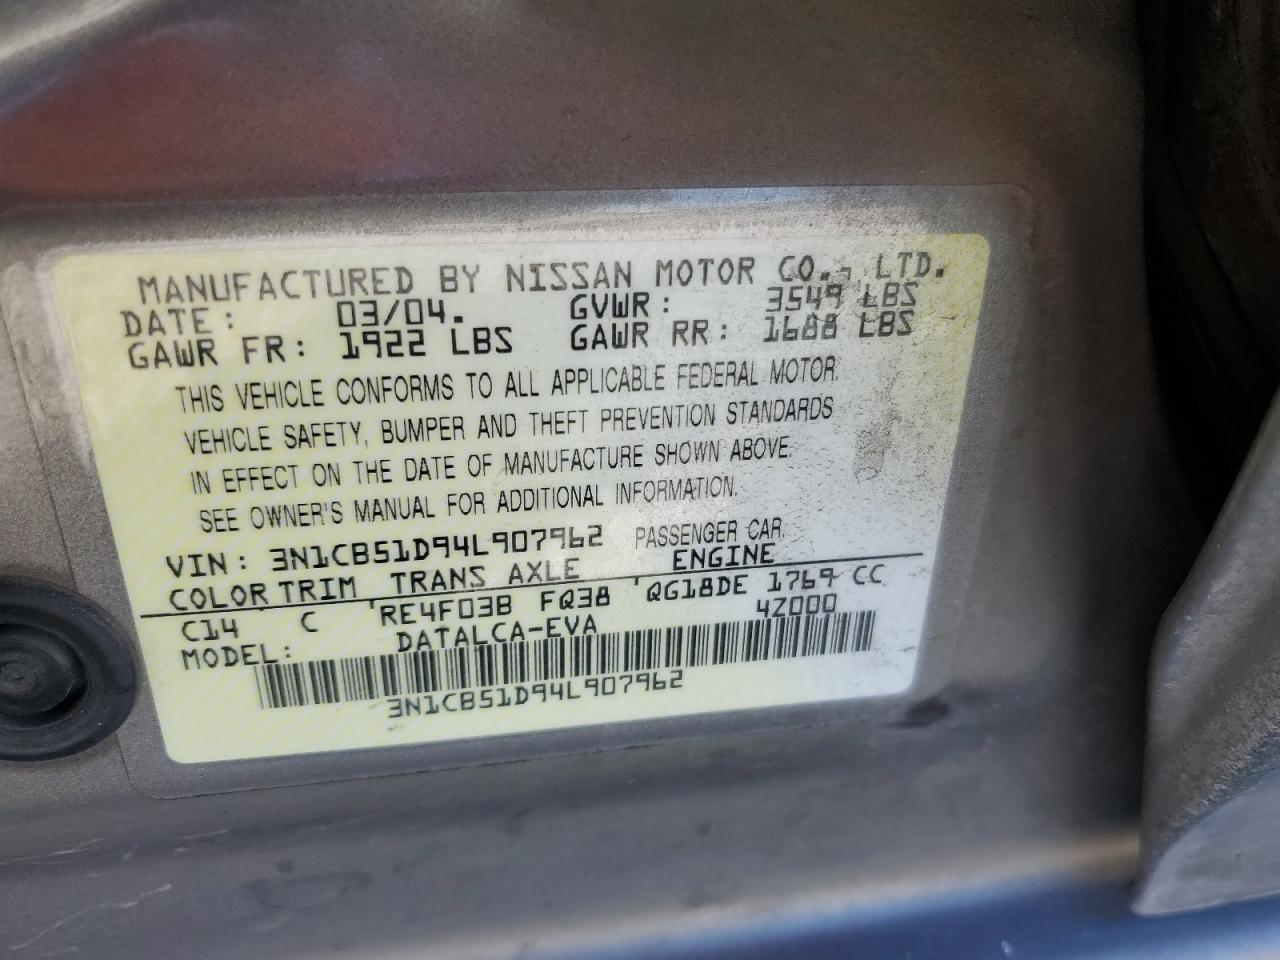 MANUFACTURED BY NISSAN MOTOR CO., LTD.
DATE: 03/04. GVWR: 3549 LBS
GAWR FR: 1922 LBS GAWR RR: 1688 LBS
THIS VEHICLE CONFORMS TO ALL APPLICABLE FEDERAL MOTOR
VEHICLE SAFETY, BUMPER AND THEFT PREVENTION STANDARDS
IN EFFECT ON THE DATE OF MANUFACTURE SHOWN ABOVE.
SEE OWNER'S MANUAL FOR ADDITIONAL INFORMATION.
VIN: 3N1CB51D94L907962 PASSENGER CAR
COLOR TRIM TRANS AXLE ENGINE
C14 C RE4F03B FQ38 QG18DE 1769 CC
MODEL: DATALCA-EVA 4Z000
3N1CB51D94L907962